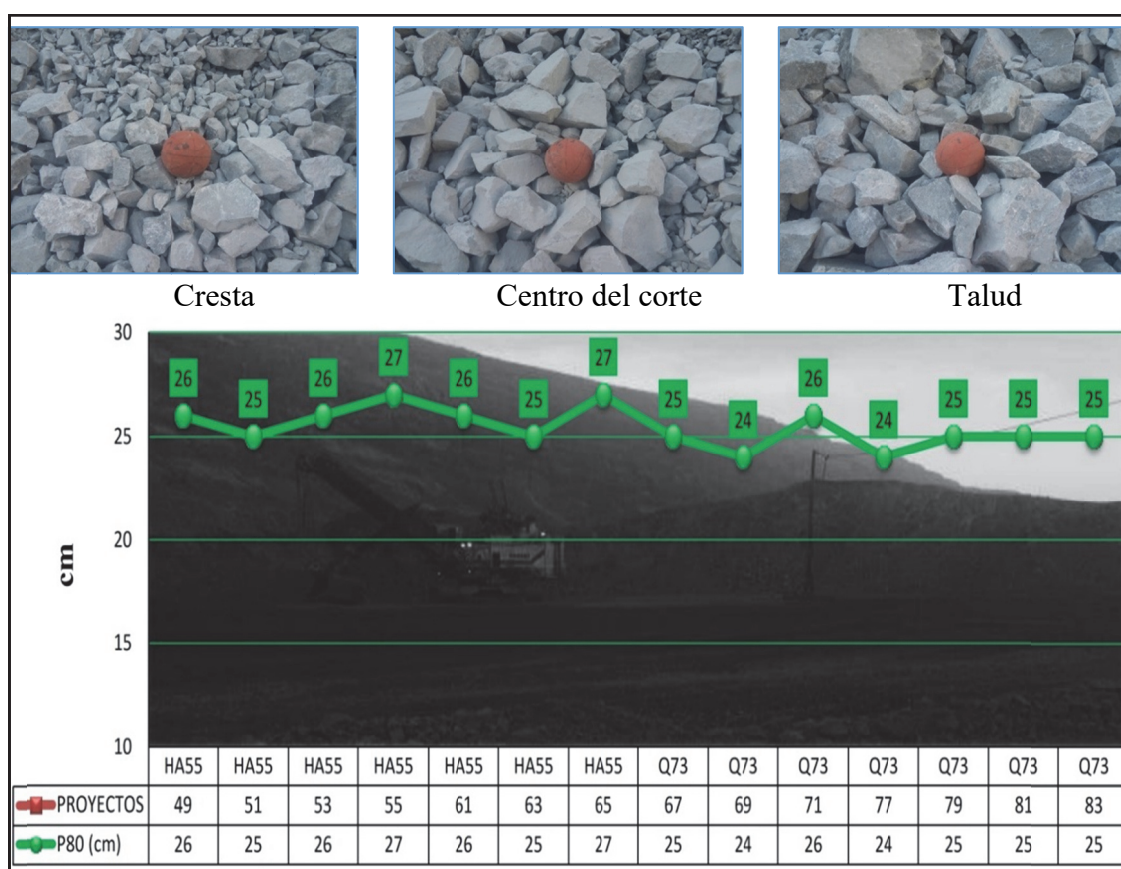 Cresta Centro del corte Talud
30
25
20
15
10
cm
26 25 26 27 26 25 27 25 24 26 24 25 25 25
HA55 HA55 HA55 HA55 HA55 HA55 HA55 Q73 Q73 Q73 Q73 Q73 Q73 Q73
PROYECTOS 49 51 53 55 61 63 65 67 69 71 77 79 81 83
P80 (cm) 26 25 26 27 26 25 27 25 24 26 24 25 25 25